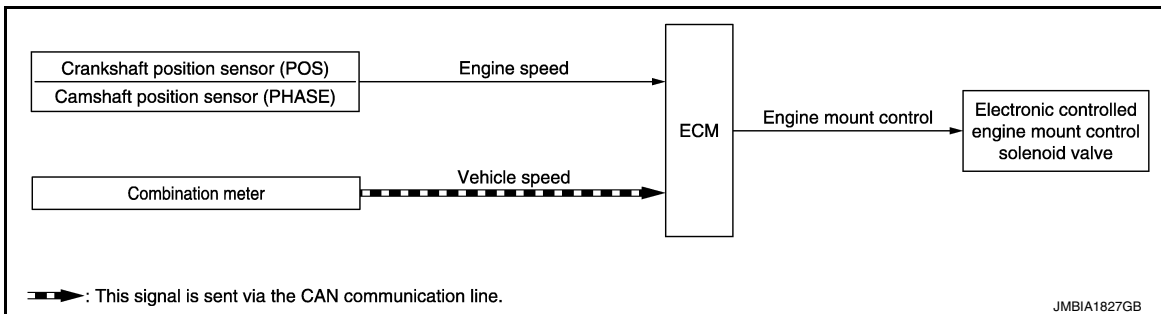 Crankshaft position sensor (POS)
Camshaft position sensor (PHASE)
Engine speed
Combination meter
Vehicle speed
ECM
Engine mount control
Electronic controlled
engine mount control
solenoid valve
: This signal is sent via the CAN communication line.
JMBIA1827GB